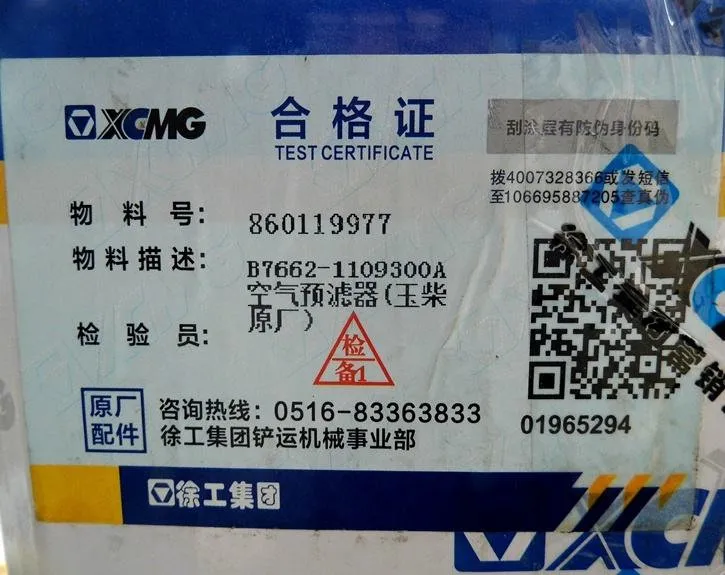 XCMG
合格证
TEST CERTIFICATE
刮涂层有防伪身份码
拨4007328366或发短信
至106695887205查真伪
物料号: 860119977
物料描述: B7662-1109300A
空气预滤器(玉柴
原厂)
检验员:
检
备1
原厂
配件
咨询热线: 0516-83363833
徐工集团铲运机械事业部
01965294
徐工集团
XCMG